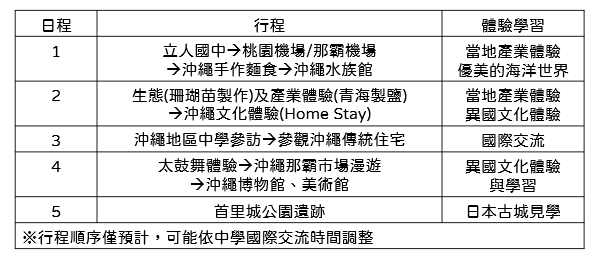 日程 行程 體驗學習
1 立人國中→桃園機場/那霸機場 當地產業體驗
→沖繩手作麵食→沖繩水族館 優美的海洋世界
2 生態(珊瑚苗製作)及產業體驗(青海製鹽) 當地產業體驗
→沖繩文化體驗(Home Stay) 異國文化體驗
3 沖繩地區中學參訪→參觀沖繩傳統住宅 國際交流
4 太鼓舞體驗→沖繩那霸市場漫遊 異國文化體驗
→沖繩博物館、美術館 與學習
5 首里城公園遺跡 日本古城見學
※行程順序僅預計，可能依中學國際交流時間調整